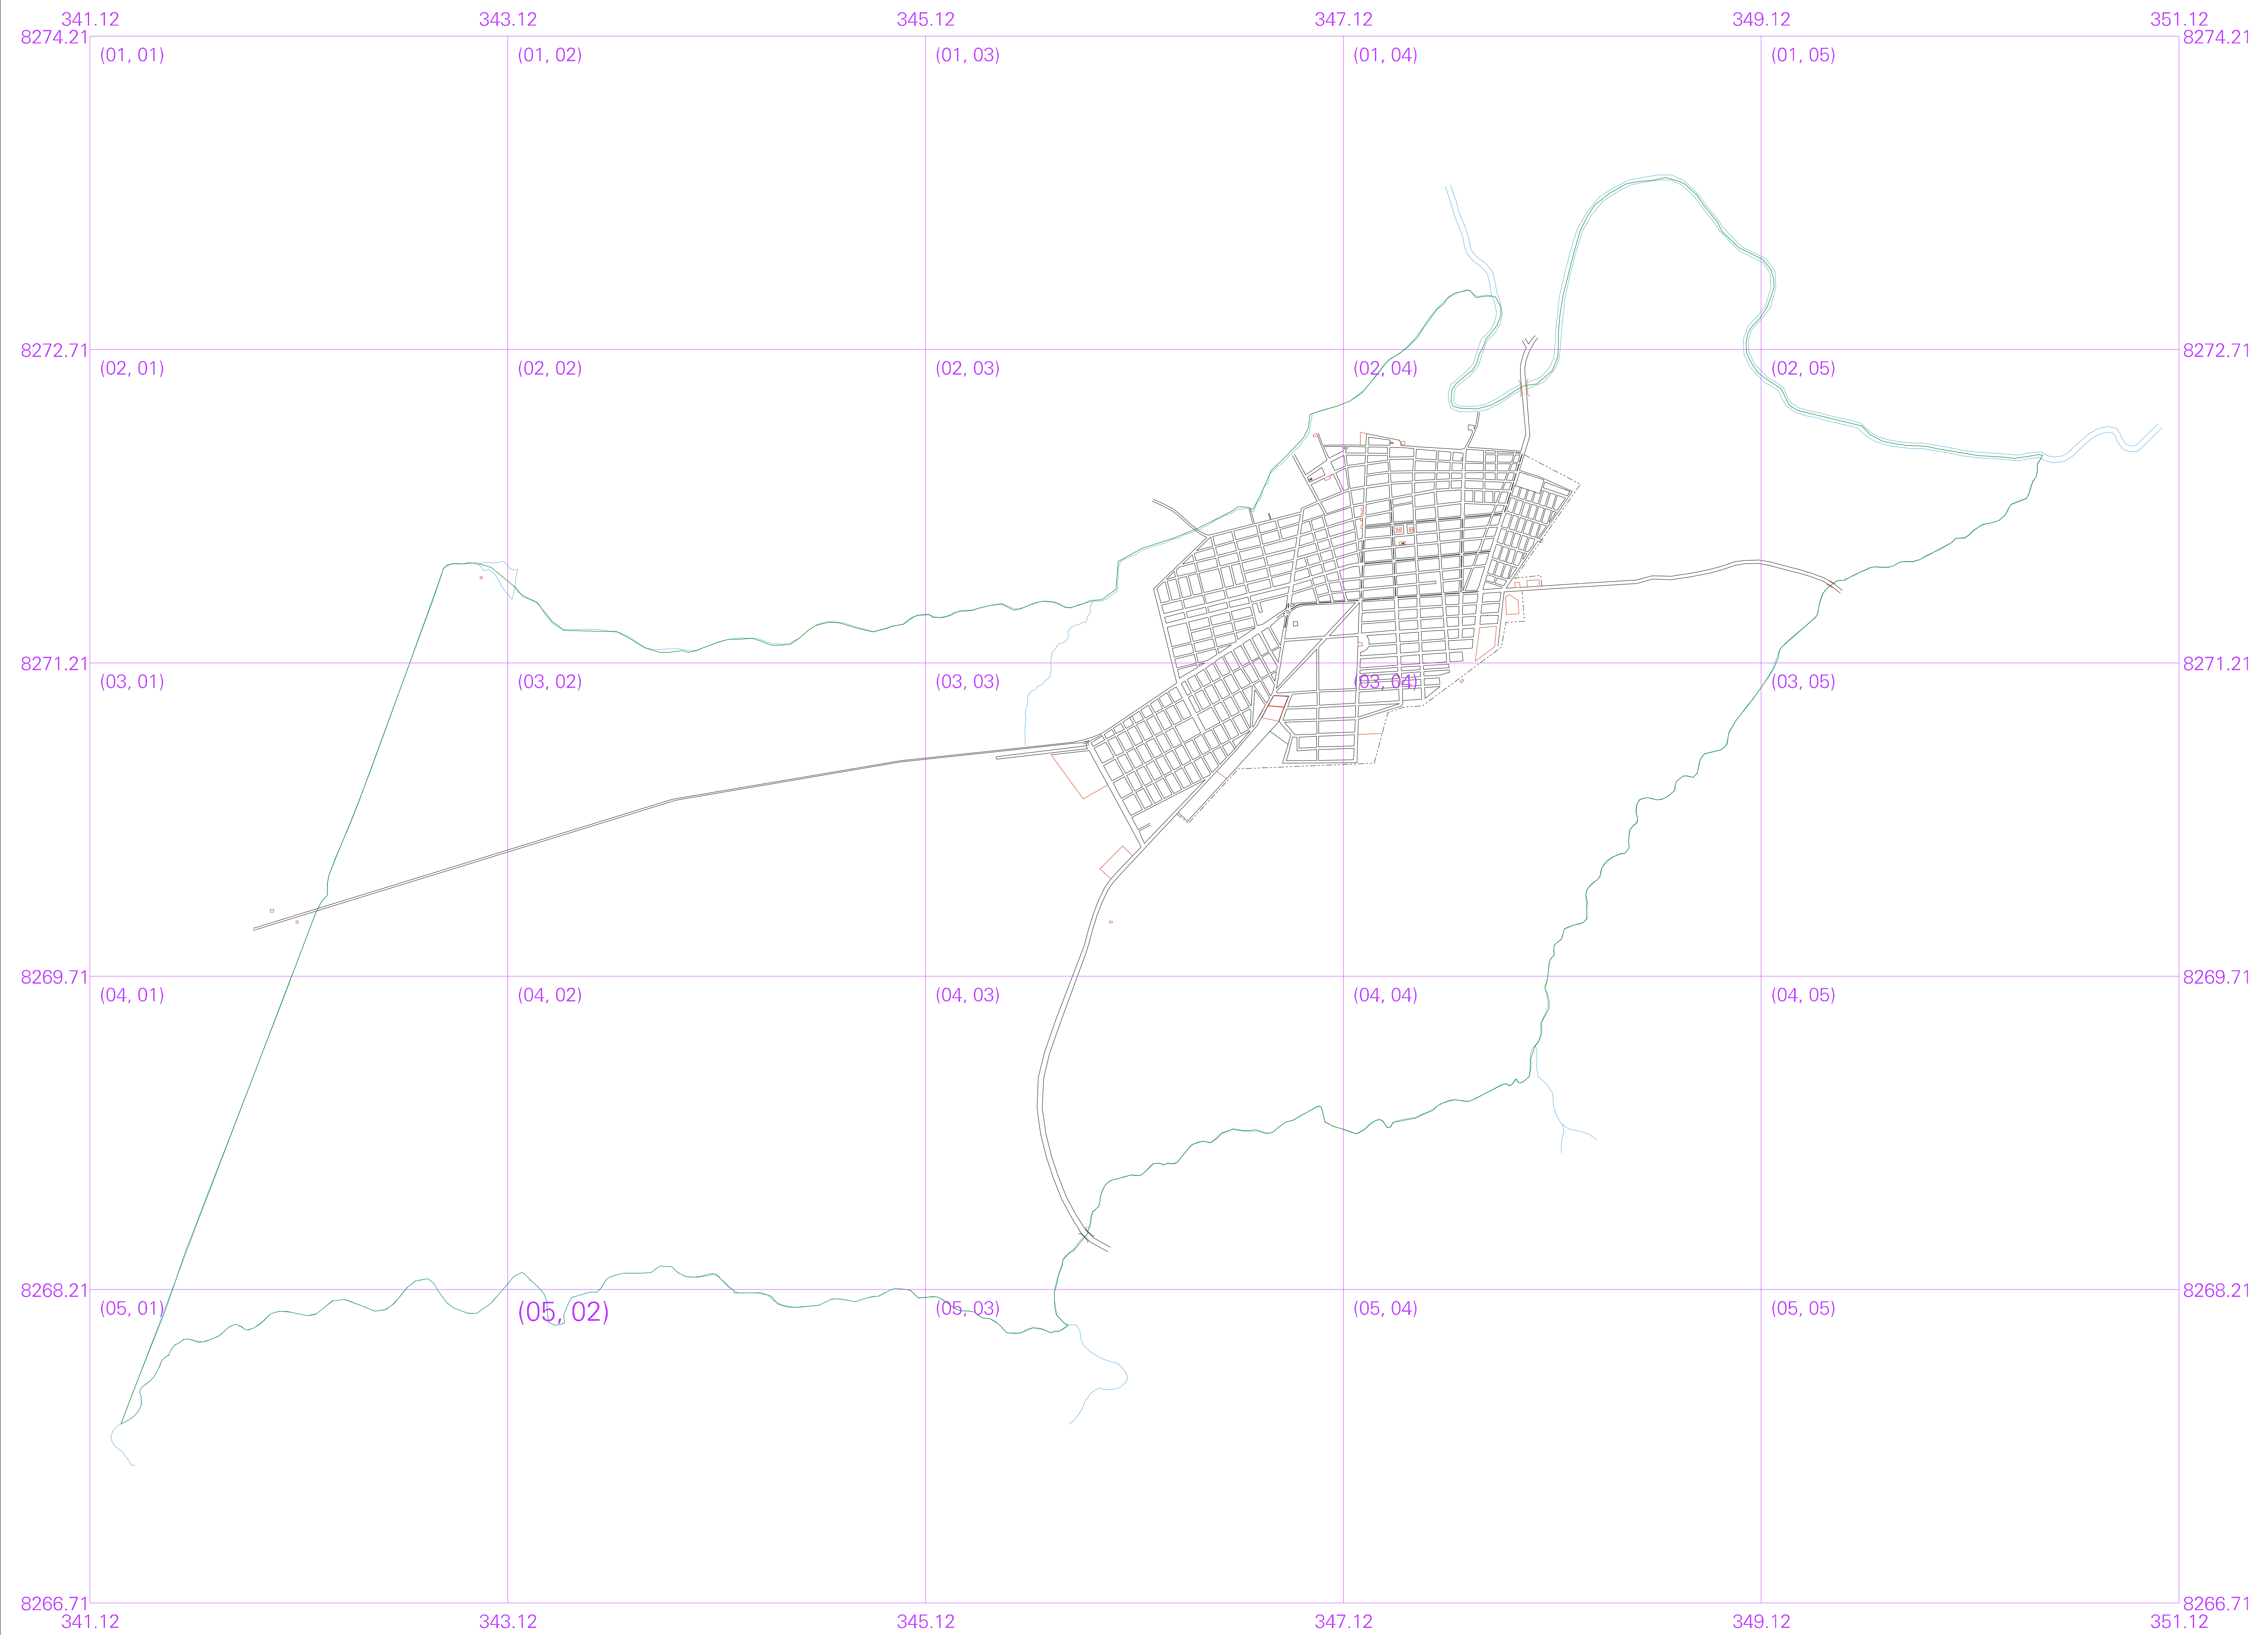 341.12 343.12 345.12 347.12 349.12 351.12
8274.21 8274.21
(01, 01) (01, 02) (01, 03) (01, 04) (01, 05)
8272.71 8272.71
(02, 01) (02, 02) (02, 03) (02, 04) (02, 05)
8271.21 8271.21
(03, 01) (03, 02) (03, 03) (03, 04) (03, 05)
8269.71 8269.71
(04, 01) (04, 02) (04, 03) (04, 04) (04, 05)
8268.21 8268.21
(05, 01) (05, 02) (05, 03) (05, 04) (05, 05)
8266.71 8266.71
341.12 343.12 345.12 347.12 349.12 351.12